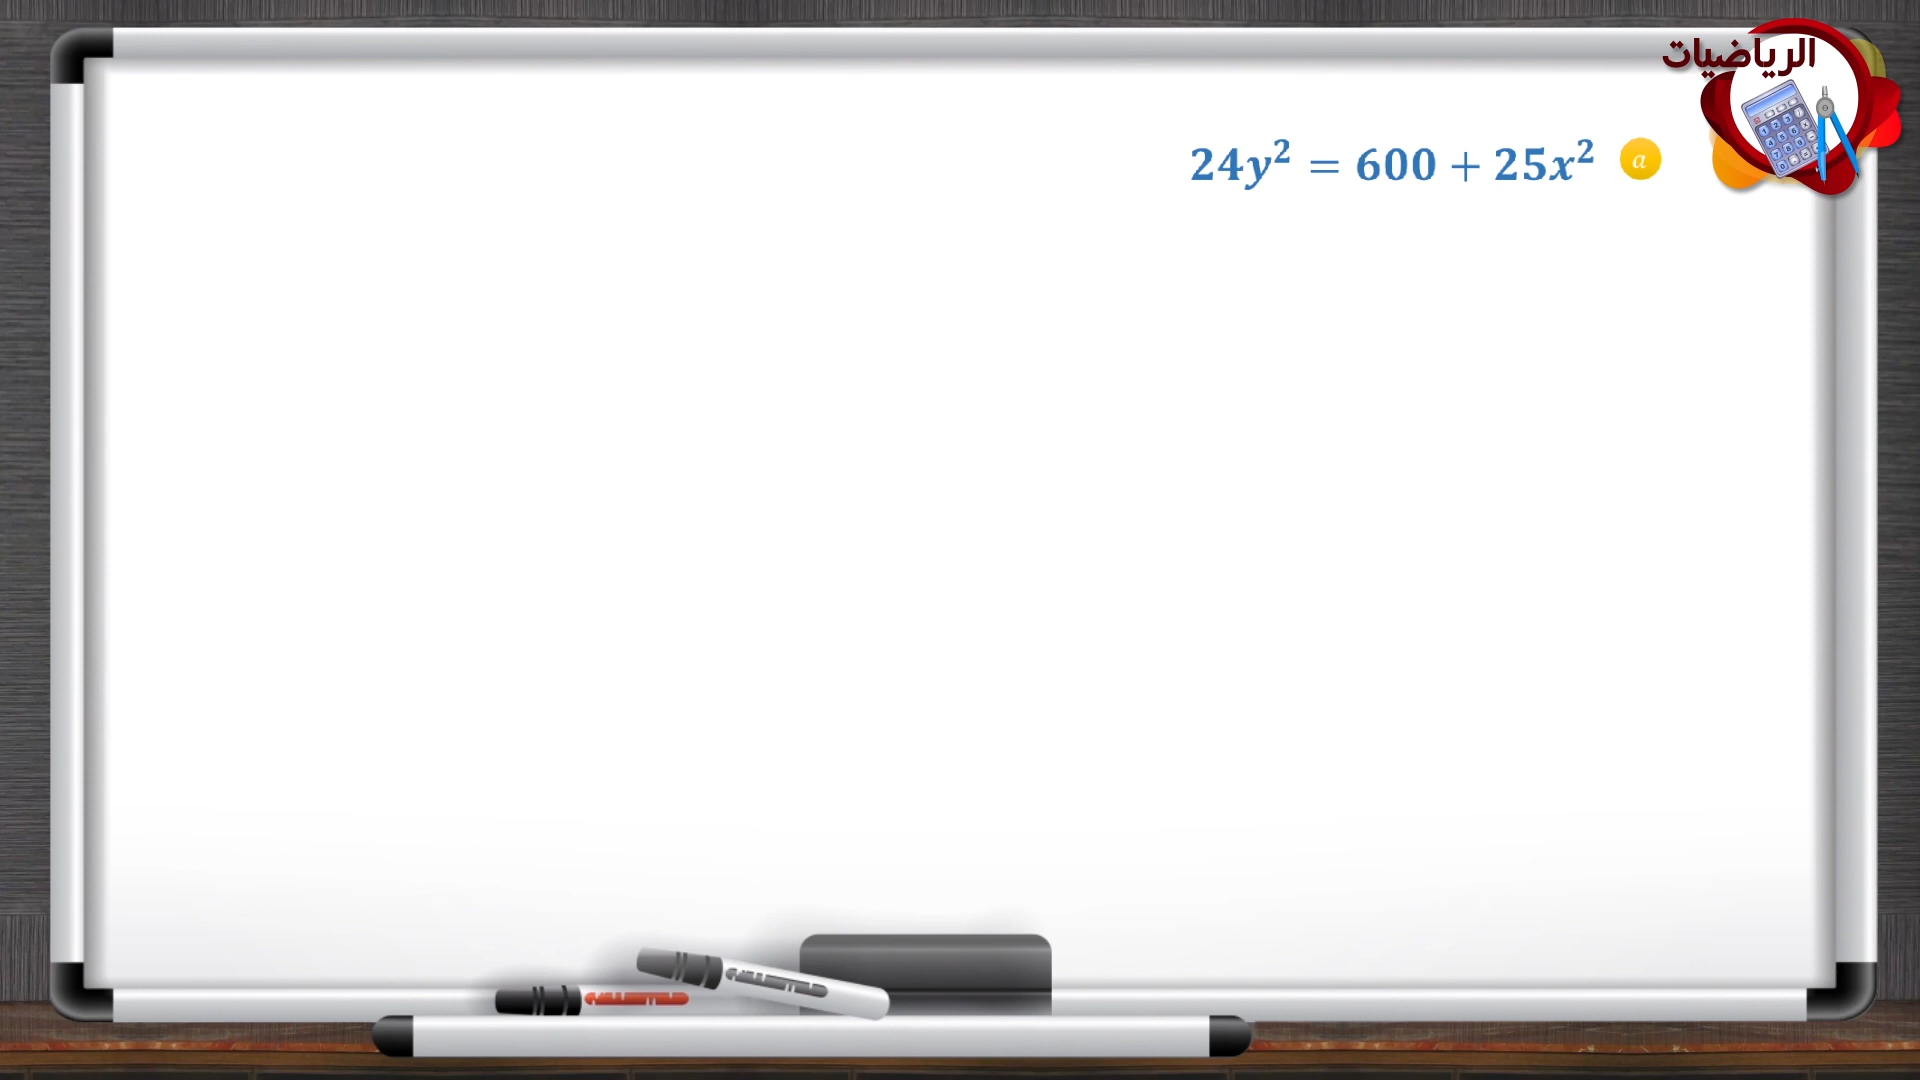 الرياضيات
24y² = 600 + 25x² a